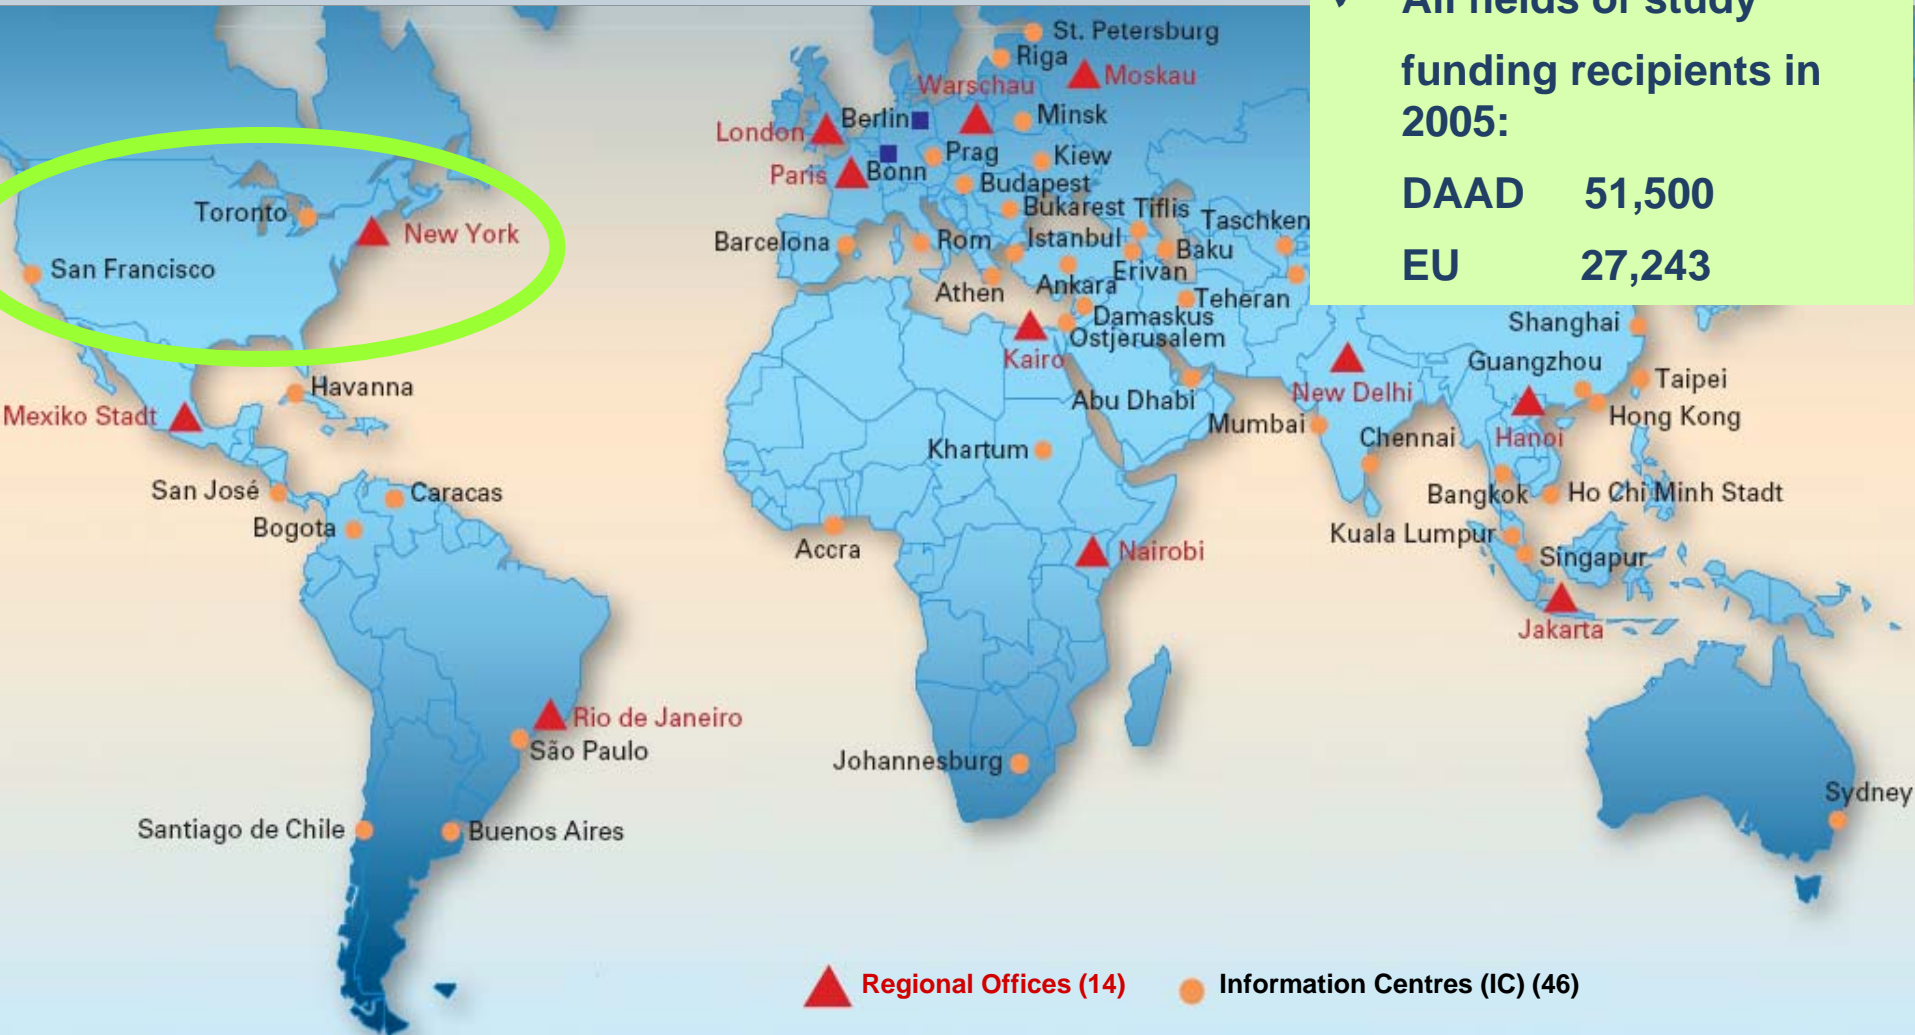 All fields of study
funding recipients in
2005:
DAAD 51,500
EU 27,243
St. Petersburg
Riga
Moskau
Warschau
Minsk
London
Berlin
Paris
Bonn
Prag
Kiew
Budapest
Bukarest
Tiflis
Taschken
Barcelona
Rom
Istanbul
Baku
Erivan
Athen
Ankara
Teheran
Damaskus
Ostjerusalem
Kairo
Abu Dhabi
Toronto
New York
San Francisco
Havanna
Mexiko Stadt
San José
Caracas
Bogota
Khartum
Accra
Nairobi
New Delhi
Mumbai
Chennai
Shanghai
Guangzhou
Taipei
Hong Kong
Hanoi
Bangkok
Ho Chi Minh Stadt
Kuala Lumpur
Singapur
Jakarta
Rio de Janeiro
São Paulo
Johannesburg
Santiago de Chile
Buenos Aires
Sydney
Regional Offices (14)
Information Centres (IC) (46)